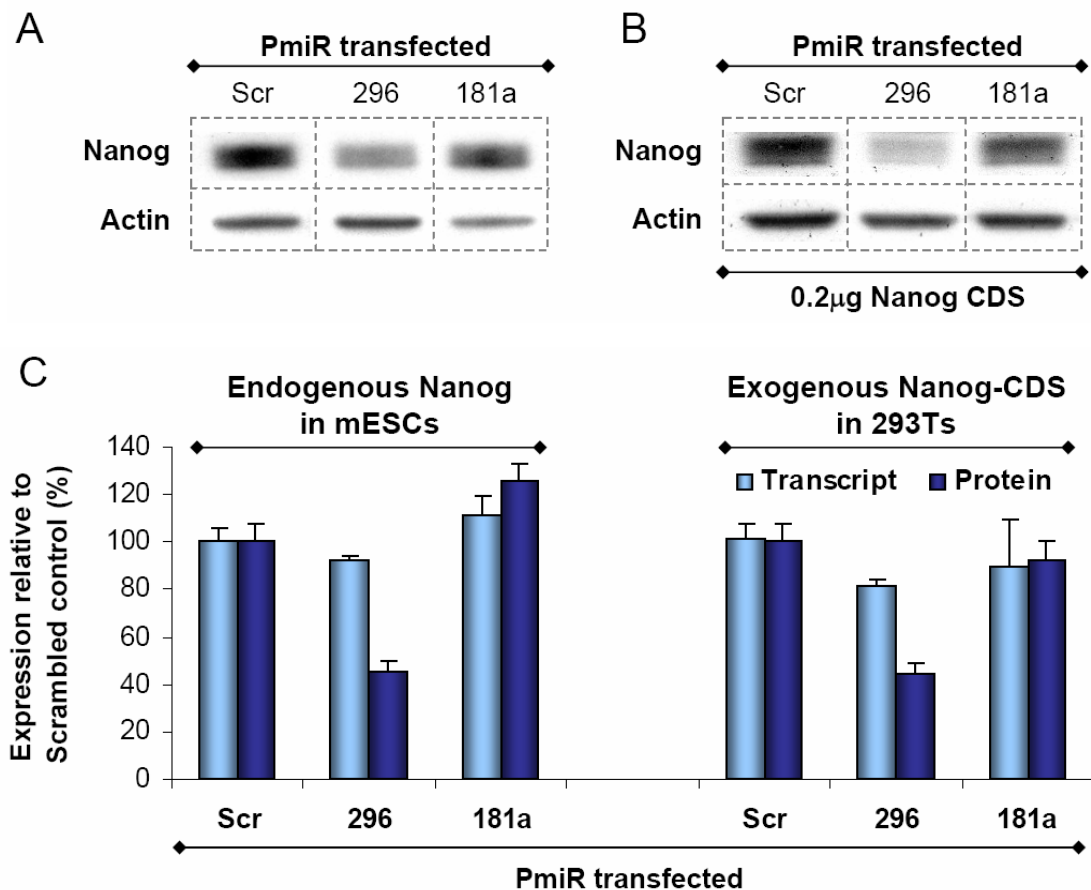 A
PmiR transfected
Scr 296 181a
Nanog
Actin
B
PmiR transfected
Scr 296 181a
Nanog
Actin
0.2μg Nanog CDS
C
Endogenous Nanog
in mESCs
Exogenous Nanog-CDS
in 293Ts
Transcript Protein
Expression relative to
Scrambled control (%)
140
120
100
80
60
40
20
0
Scr 296 181a Scr 296 181a
PmiR transfected